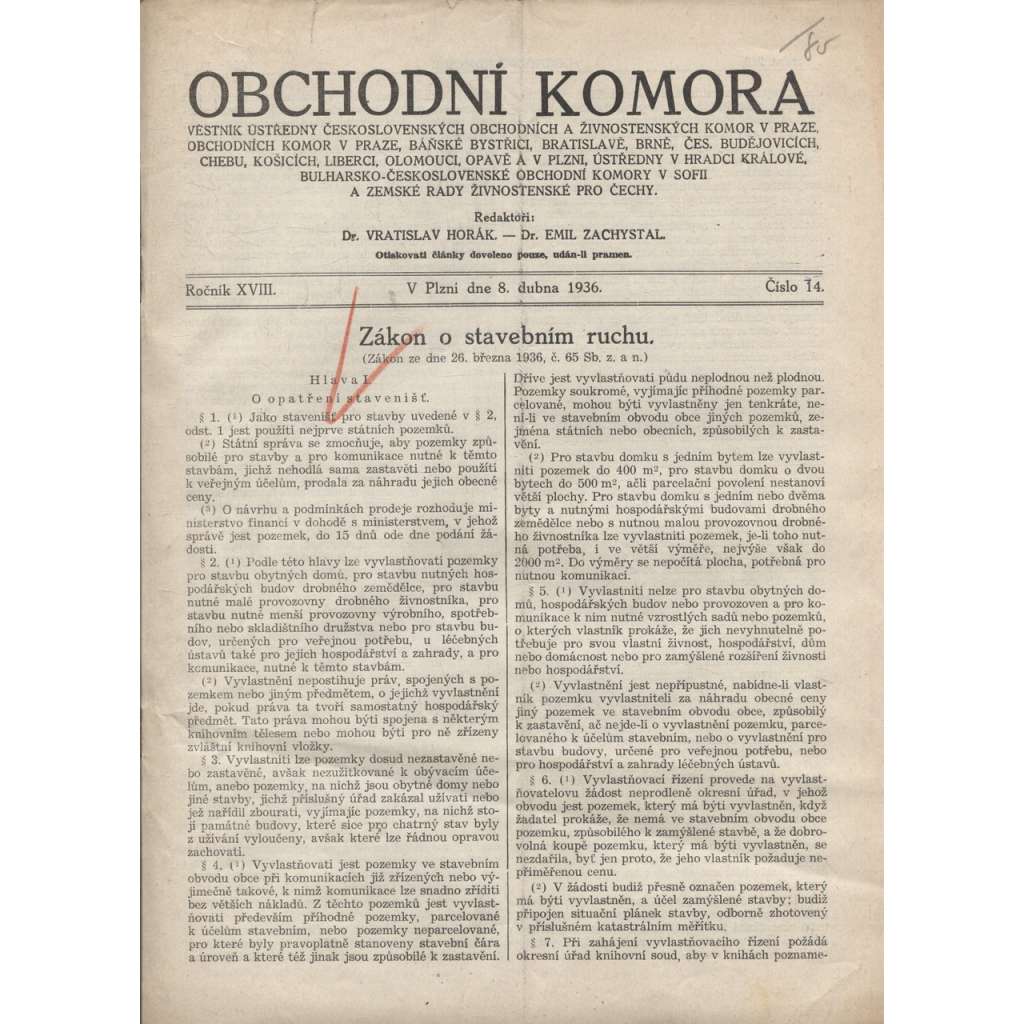 80
OBCHODNÍ KOMORA
VĚSTNÍK ÚSTŘEDNY ČESKOSLOVENSKÝCH OBCHODNÍCH A ŽIVNOSTENSKÝCH KOMOR V PRAZE,
OBCHODNÍCH KOMOR V PRAZE, BÁŇSKÉ BYSTŘICI, BRATISLAVĚ, BRNĚ, ČES. BUDĚJOVICÍCH,
CHEBU, KOŠICÍCH, LIBERCI, OLOMOUCI, OPAVĚ A V PLZNI, ÚSTŘEDNY V HRADCI KRÁLOVÉ,
BULHARSKO-ČESKOSLOVENSKÉ OBCHODNÍ KOMORY V SOFII
A ZEMSKÉ RADY ŽIVNOSTENSKÉ PRO ČECHY.
Redaktoři:
Dr. VRATISLAV HORÁK. — Dr. EMIL ZACHYSTAL.
Otiskovati články dovoleno pouze, udán-li pramen.
Ročník XVIII.
V Plzni dne 8. dubna 1936.
Číslo 14.
Zákon o stavebním ruchu.
(Zákon ze dne 26. března 1936, č. 65 Sb. z. a n.)
Hlava I.
O opatření stavenišť.
§ 1. (1) Jako stavenišť pro stavby uvedené v § 2,
odst. 1 jest použíti nejprve státních pozemků.
(2) Státní správa se zmocňuje, aby pozemky způ-
sobilé pro stavby a pro komunikace nutné k těmto
stavbám, jichž nehodlá sama zastavěti nebo použíti
k veřejným účelům, prodala za náhradu jejich obecné
ceny.
(3) O návrhu a podmínkách prodeje rozhoduje mi-
nisterstvo financí v dohodě s ministerstvem, v jehož
správě jest pozemek, do 15 dnů ode dne podání žá-
dosti.
§ 2. (1) Podle této hlavy lze vyvlastňovati pozemky
pro stavbu obytných domů, pro stavbu nutných hos-
podářských budov drobného zemědělce, pro stavbu
nutné malé provozovny drobného živnostníka, pro
stavbu nutné menší provozovny výrobního, spotřeb-
ního nebo skladištního družstva nebo pro stavbu bu-
dov, určených pro veřejnou potřebu, u léčebných
ústavů také pro jejich hospodářství a zahrady, a pro
komunikace, nutné k těmto stavbám.
(2) Vyvlastnění nepostihuje práv, spojených s po-
zemkem nebo jiným předmětem, o jejichž vyvlastnění
jde, pokud práva ta tvoří samostatný hospodářský
předmět. Tato práva mohou býti spojena s některým
knihovním tělesem nebo mohou býti pro ně zřízeny
zvláštní knihovní vložky.
§ 3. Vyvlastniti lze pozemky dosud nezastavěné ne-
bo zastavěné, avšak nezužitkované k obývacím úče-
lům, anebo pozemky, na nichž jsou obytné domy nebo
jiné stavby, jichž příslušný úřad zakázal užívati nebo
jež nařídil zbourati, vyjímajíc pozemky, na nichž sto-
jí památné budovy, které sice pro chatrný stav byly
z užívání vyloučeny, avšak které lze řádnou opravou
zachovati.
§ 4. (1) Vyvlastňovati jest pozemky ve stavebním
obvodu obce při komunikacích již zřízených nebo vý-
jimečně takové, k nimž komunikace lze snadno zříditi
bez větších nákladů. Z těchto pozemků jest vyvlast-
ňovati především příhodné pozemky, parcelované
k účelům stavebním, nebo pozemky neparcelované,
pro které byly pravoplatně stanoveny stavební čára
a úroveň a které též jinak jsou způsobilé k zastavění.
Dříve jest vyvlastňovati půdu neplodnou než plodnou.
Pozemky soukromé, vyjímajíc příhodné pozemky par-
celované, mohou býti vyvlastněny jen tenkráte, ne-
ní-li ve stavebním obvodu obce jiných pozemků, ze-
jména státních nebo obecních, způsobilých k zasta-
vění.
(2) Pro stavbu domku s jedním bytem lze vyvlast-
niti pozemek do 400 m², pro stavbu domku o dvou
bytech do 500 m², ačli parcelační povolení nestanoví
větší plochy. Pro stavbu domku s jedním nebo dvěma
byty a nutnými hospodářskými budovami drobného
zemědělce nebo s nutnou malou provozovnou drobné-
ho živnostníka lze vyvlastniti pozemek, je-li toho nut-
ná potřeba, i ve větší výměře, nejvýše však do
2000 m². Do výměry se nepočítá plocha, potřebná pro
nutnou komunikaci.
§ 5. (1) Vyvlastniti nelze pro stavbu obytných do-
mů, hospodářských budov nebo provozoven a pro ko-
munikace k nim nutné vzrostlých sadů nebo pozemků,
o kterých vlastník prokáže, že jich nevyhnutelně po-
třebuje pro svou vlastní živnost, hospodářství, dům
nebo domácnost nebo pro zamýšlené rozšíření živnosti
nebo hospodářství.
(2) Vyvlastnění jest nepřípustné, nabídne-li vlast-
ník pozemku vyvlastniteli za náhradu obecné ceny
jiný pozemek ve stavebním obvodu obce, způsobilý
k zastavění, ač nejde-li o vyvlastnění pozemku, parce-
lovaného k účelům stavebním, nebo o vyvlastnění pro
stavbu budovy, určené pro veřejnou potřebu, nebo
pro hospodářství a zahrady léčebných ústavů.
§ 6. (1) Vyvlastňovací řízení provede na vyvlast-
ňovatelovu žádost neprodleně okresní úřad, v jehož
obvodu jest pozemek, který má býti vyvlastněn, když
žadatel prokáže, že nemá ve stavebním obvodu obce
pozemku, způsobilého k zamýšlené stavbě, a že dobro-
volná koupě pozemku, který má býti vyvlastněn, se
nezdařila, byť jen proto, že jeho vlastník požaduje ne-
přiměřenou cenu.
(2) V žádosti budiž přesně označen pozemek, který
má býti vyvlastněn, a účel zamýšlené stavby; budiž
připojen situační plánek stavby, odborně zhotovený
v příslušném katastrálním měřítku.
§ 7. Při zahájení vyvlastňovacího řízení požádá
okresní úřad knihovní soud, aby v knihách pozname-